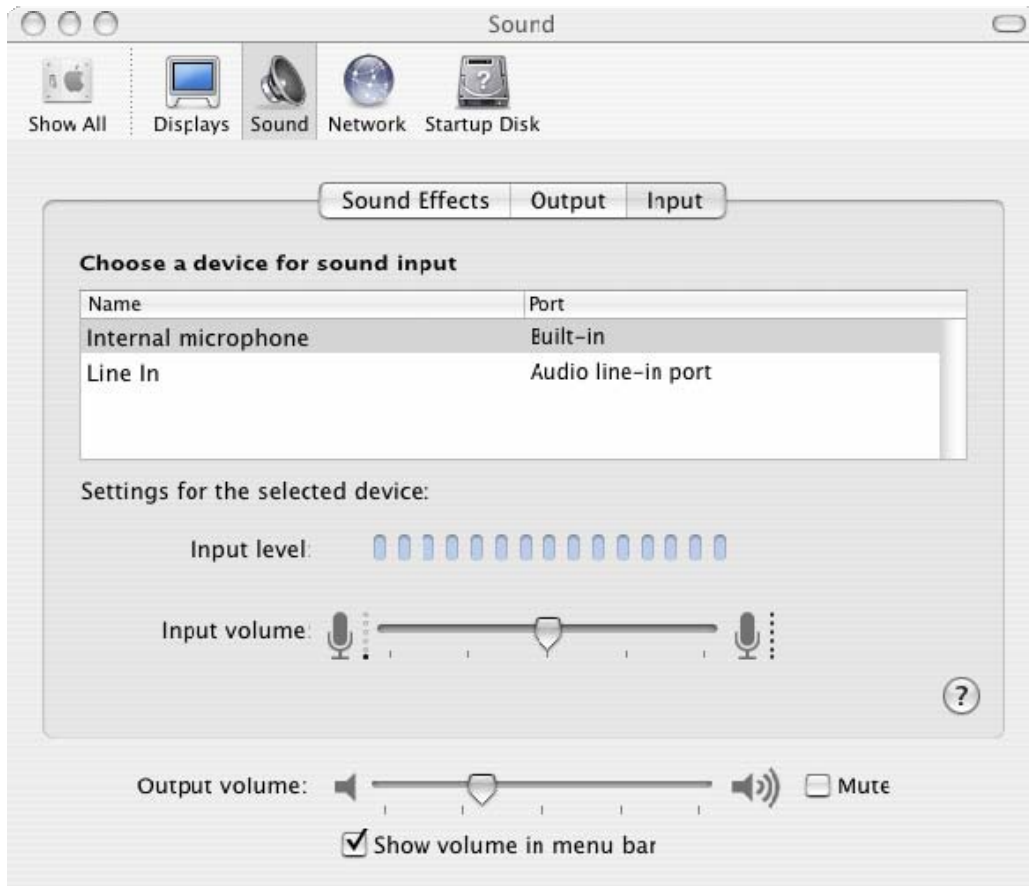 Sound
Show All Displays Sound Network Startup Disk
Sound Effects Output Input
Choose a device for sound input
Name Port
Internal microphone Built-in
Line In Audio line-in port
Settings for the selected device:
Input level:
Input volume:
?
Output volume: Mute
Show volume in menu bar